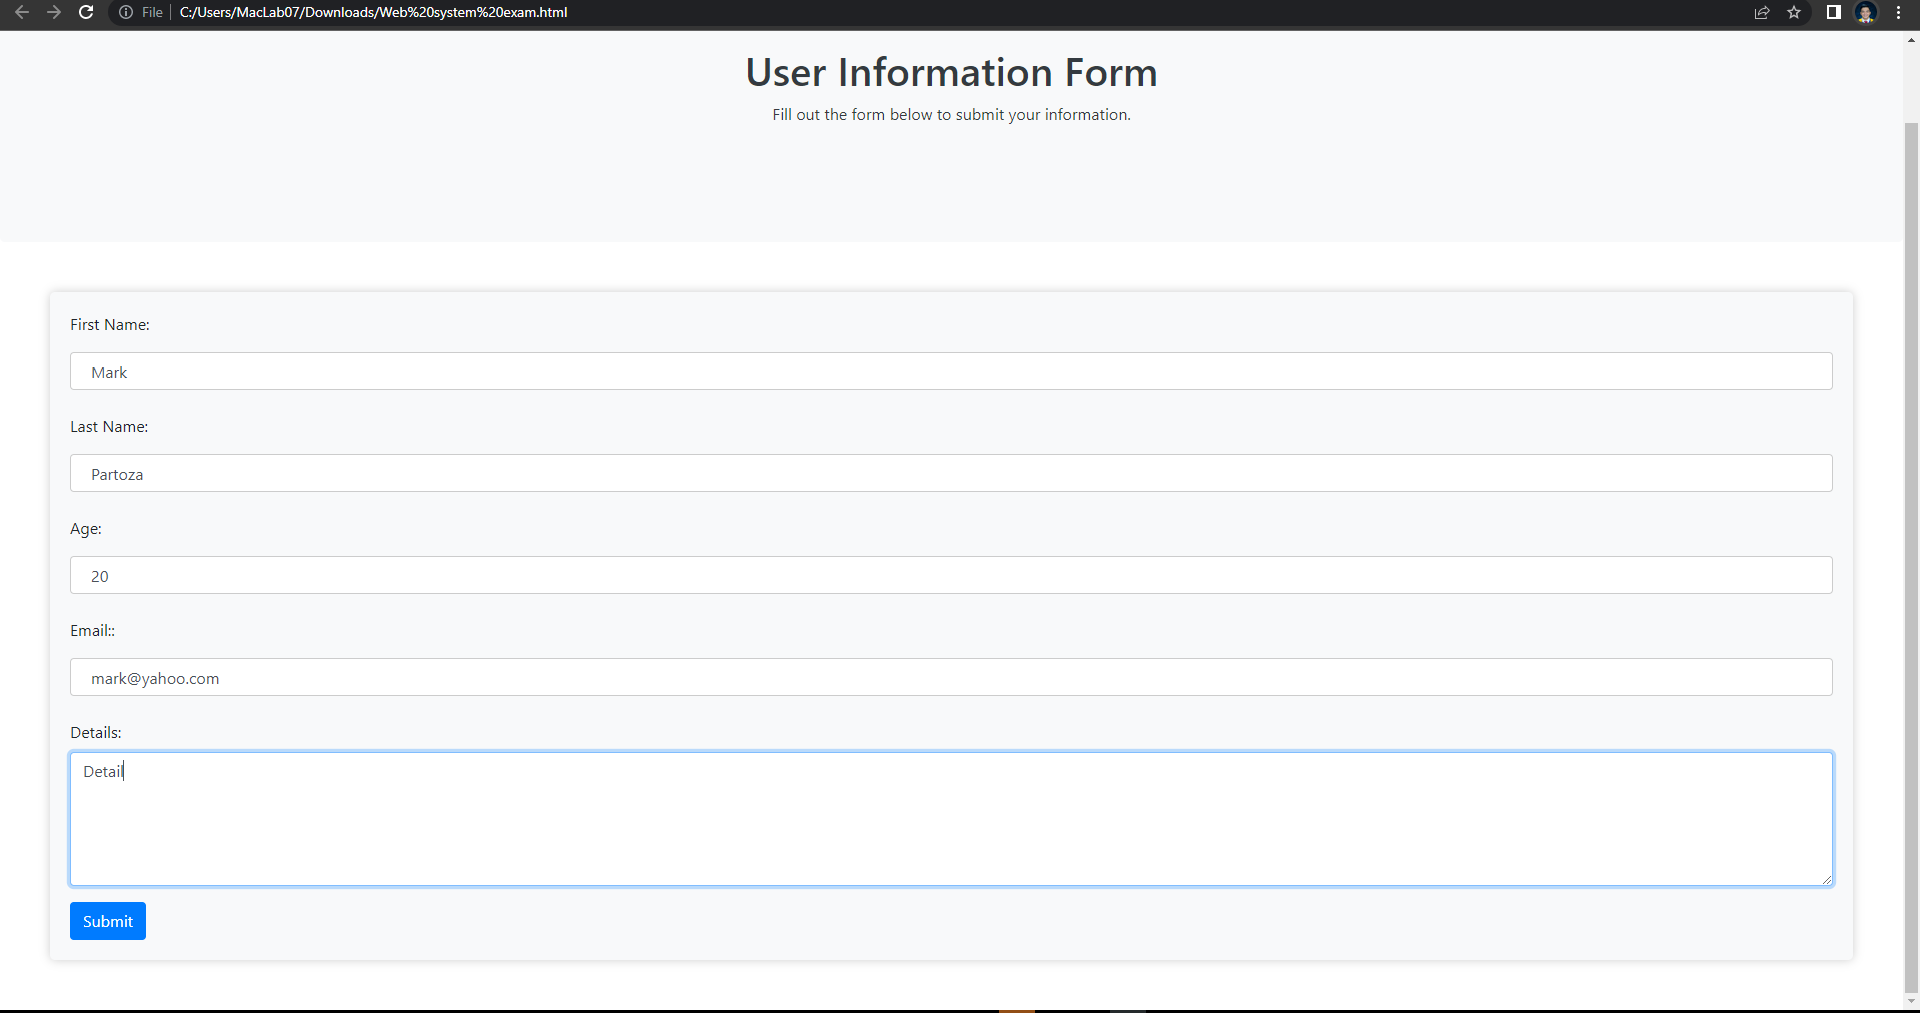 File C:/Users/MacLab07/Downloads/Web%20system%20exam.html
User Information Form
Fill out the form below to submit your information.
First Name:
Mark
Last Name:
Partoza
Age:
20
Email::
mark@yahoo.com
Details:
Detail
Submit